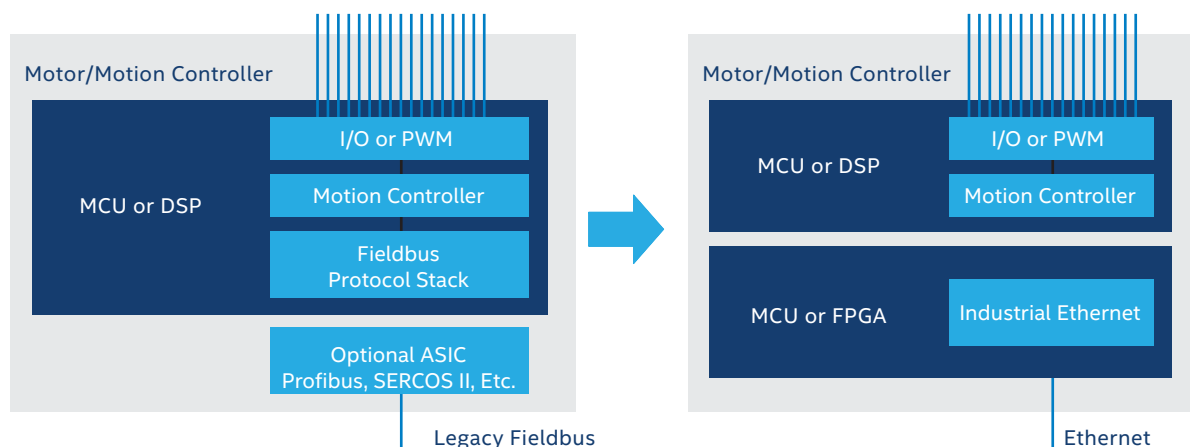 Motor/Motion Controller
I/O or PWM
MCU or DSP
Motion Controller
Fieldbus
Protocol Stack
Optional ASIC
Profibus, SERCOS II, Etc.
Legacy Fieldbus
Motor/Motion Controller
I/O or PWM
MCU or DSP
Motion Controller
MCU or FPGA
Industrial Ethernet
Ethernet